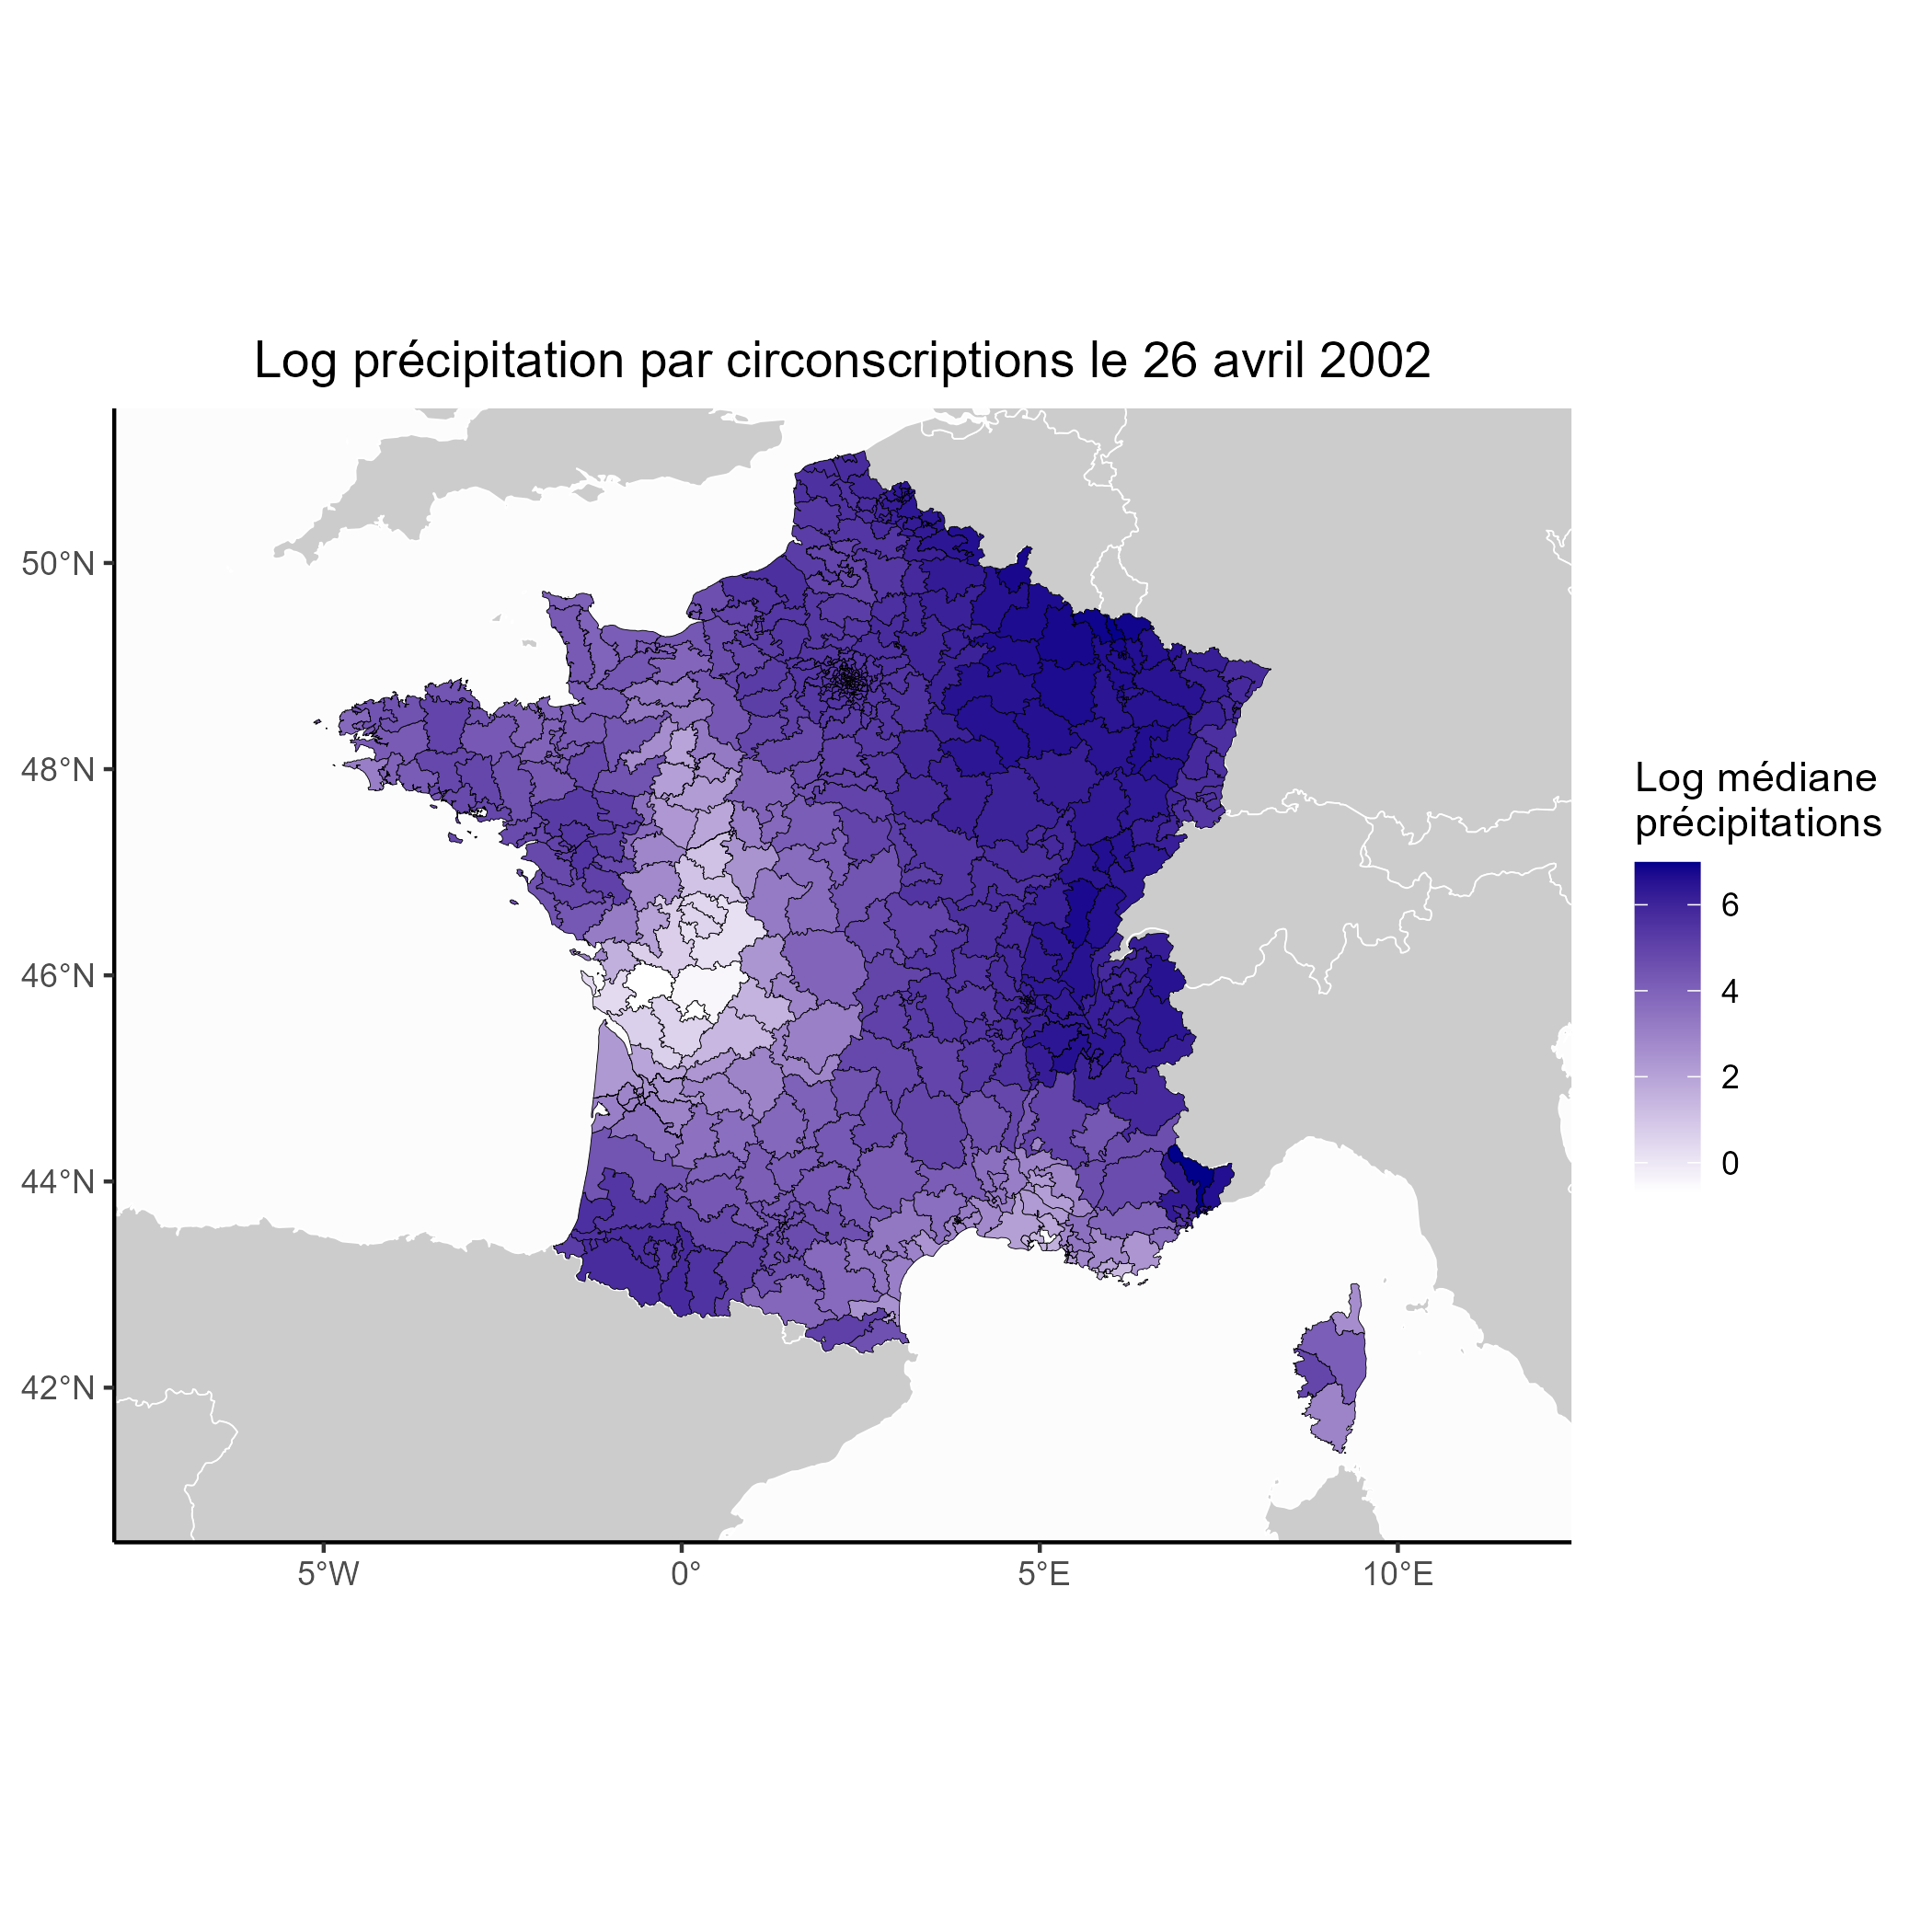 Log précipitation par circonscriptions le 26 avril 2002
50°N
48°N
46°N
44°N
42°N
5°W
0°
5°E
10°E
Log médiane
précipitations
6
4
2
0